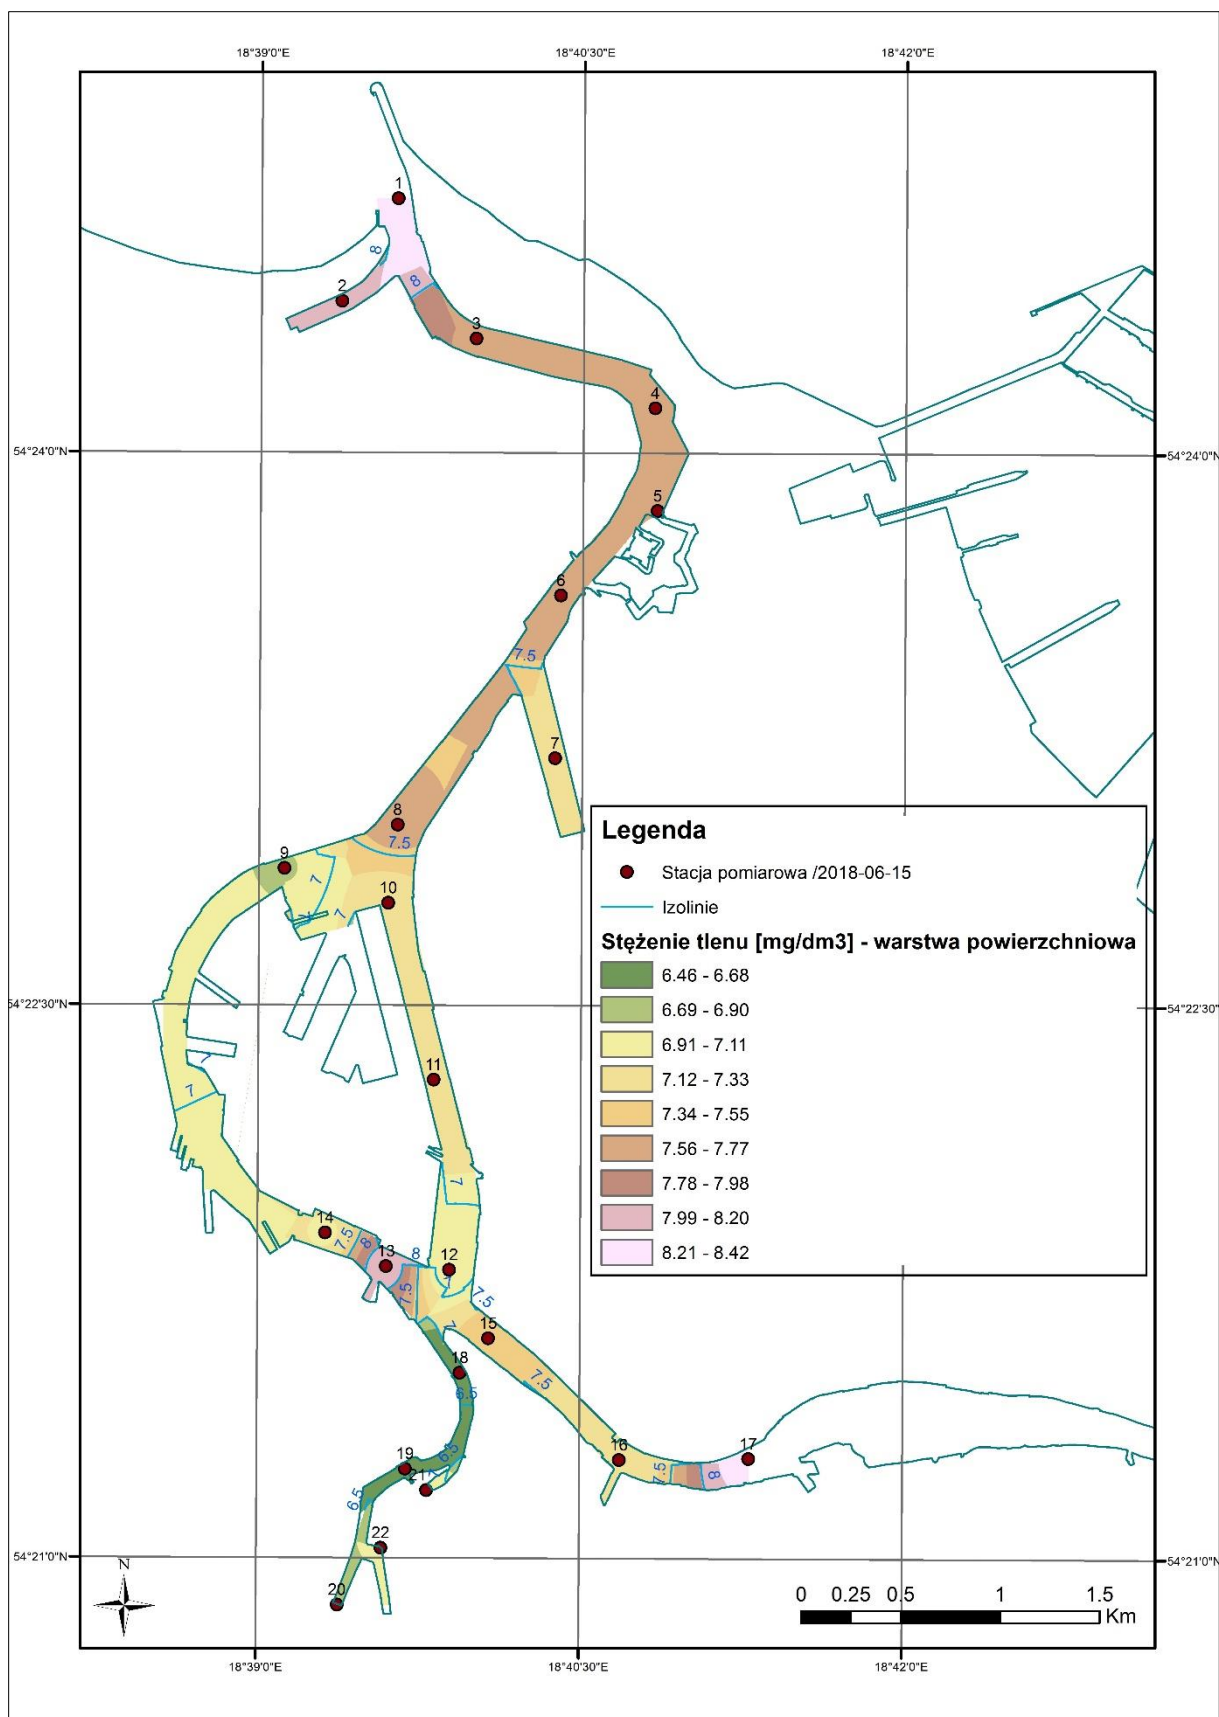 18°39'0"E 18°40'30"E 18°42'0"E
1
8
2
8
3
4
54°24'0"N 54°24'0"N
5
6
7.5
7
8
7.5
9
7
10
7
7
Legenda
Stacja pomiarowa /2018-06-15
Izolinie
Stężenie tlenu [mg/dm3] - warstwa powierzchniowa
6.46 - 6.68
6.69 - 6.90
6.91 - 7.11
7.12 - 7.33
7.34 - 7.55
7.56 - 7.77
7.78 - 7.98
7.99 - 8.20
8.21 - 8.42
54°22'30"N 54°22'30"N
7
11
7
7
14
7.5
8
13
8
12
7
7.5
7.5
7
15
18
7.5
6.5
16
17
7.5
8
6.5
19
21
7
6.5
22
54°21'0"N 54°21'0"N
20
N
0 0.25 0.5 1 1.5
Km
18°39'0"E 18°40'30"E 18°42'0"E